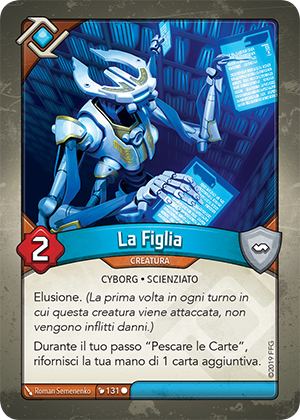 La Figlia
CREATURA
2
CYBORG • SCIENZIATO
Elusione. (La prima volta in ogni turno in
cui questa creatura viene attaccata, non
vengono inflitti danni.)
Durante il tuo passo “Pescare le Carte”,
rifornisci la tua mano di 1 carta aggiuntiva.
©2019 FFG
Roman Semenenko
131